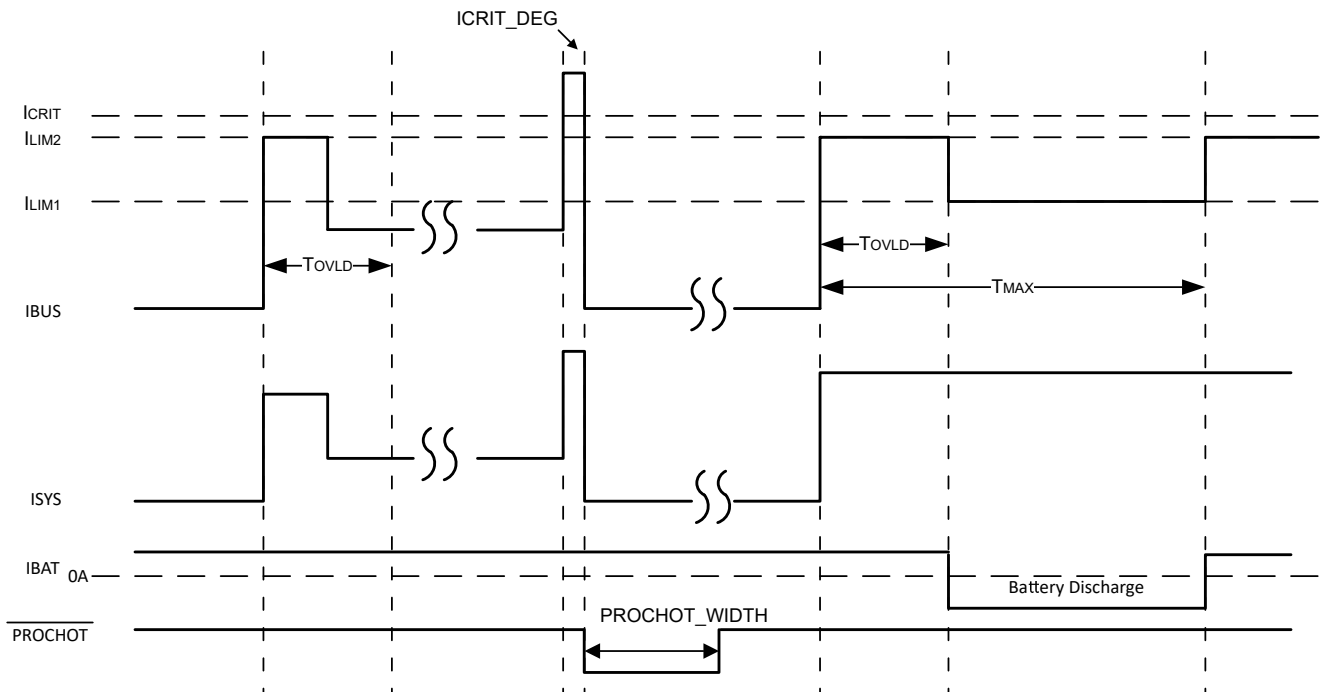 ICRIT_DEG
ICRIT
ILIM2
ILIM1
TOVLD
TOVLD
TMAX
IBUS
ISYS
IBAT 0A
Battery Discharge
PROCHOT_WIDTH
PROCHOT